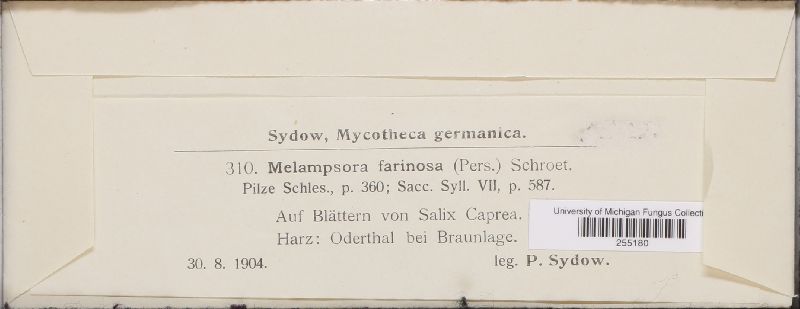 Sydow, Mycotheca germanica.
310. Melampsora farinosa (Pers.) Schroet.
Pilze Schles., p. 360; Sacc. Syll. VII, p. 587.
Auf Blättern von Salix Caprea.
Harz: Oderthal bei Braunlage.
30. 8. 1904. leg. P. Sydow.
University of Michigan Fungus Collecti
255180